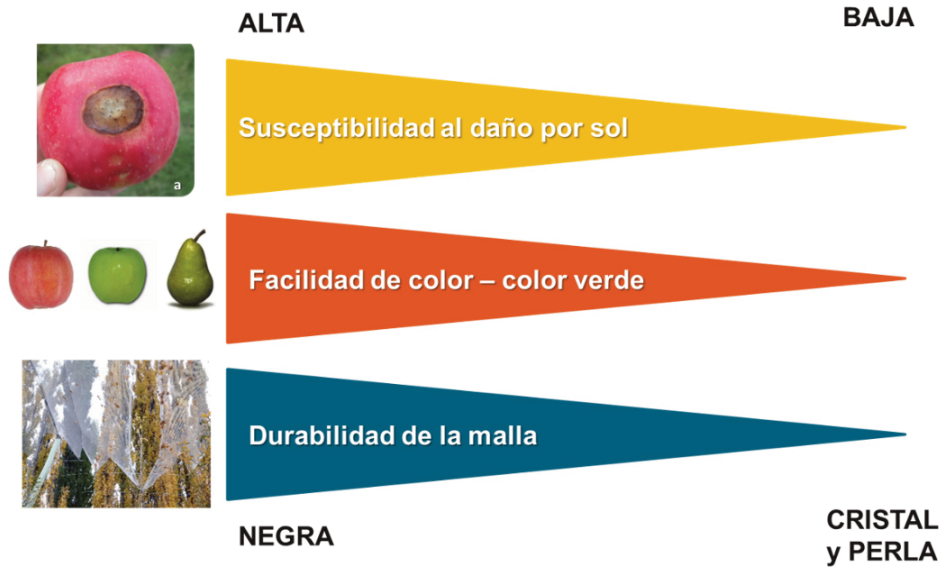 ALTA
BAJA
Susceptibilidad al daño por sol
a
Facilidad de color – color verde
Durabilidad de la malla
NEGRA
CRISTAL
y PERLA